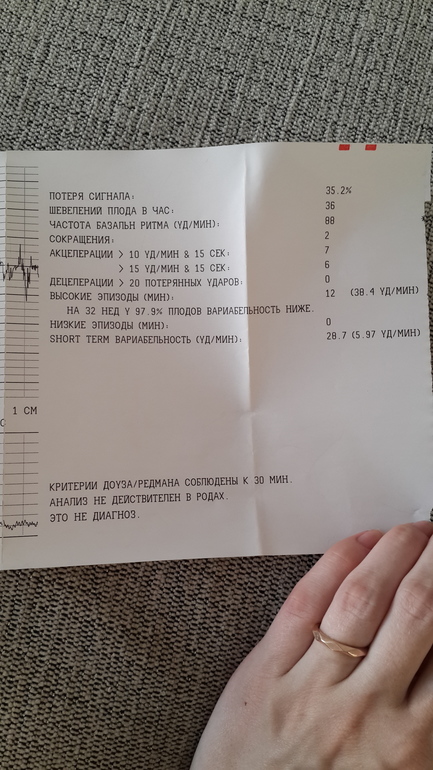 ПОТЕРЯ СИГНАЛА: 35.2%
ШЕВЕЛЕНИЙ ПЛОДА В ЧАС: 36
ЧАСТОТА БАЗАЛЬН РИТМА (УД/МИН): 88
СОКРАЩЕНИЯ: 2
АКЦЕЛЕРАЦИИ > 10 УД/МИН & 15 СЕК: 7
> 15 УД/МИН & 15 СЕК: 6
ДЕЦЕЛЕРАЦИИ > 20 ПОТЕРЯННЫХ УДАРОВ: 0
ВЫСОКИЕ ЭПИЗОДЫ (МИН): 12 (38.4 УД/МИН)
НА 32 НЕД У 97.9% ПЛОДОВ ВАРИАБЕЛЬНОСТЬ НИЖЕ.
НИЗКИЕ ЭПИЗОДЫ (МИН): 0
SHORT TERM ВАРИАБЕЛЬНОСТЬ (УД/МИН): 28.7 (5.97 УД/МИН)
1 СМ
КРИТЕРИИ ДОУЗА/РЕДМАНА СОБЛЮДЕНЫ К 30 МИН.
АНАЛИЗ НЕ ДЕЙСТВИТЕЛЕН В РОДАХ.
ЭТО НЕ ДИАГНОЗ.